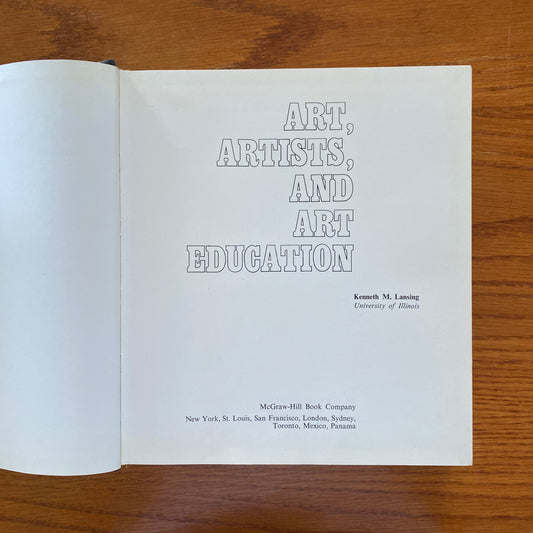 ART,
ARTISTS,
AND
ART
EDUCATION
Kenneth M. Lansing
University of Illinois
McGraw-Hill Book Company
New York, St. Louis, San Francisco, London, Sydney,
Toronto, Mexico, Panama